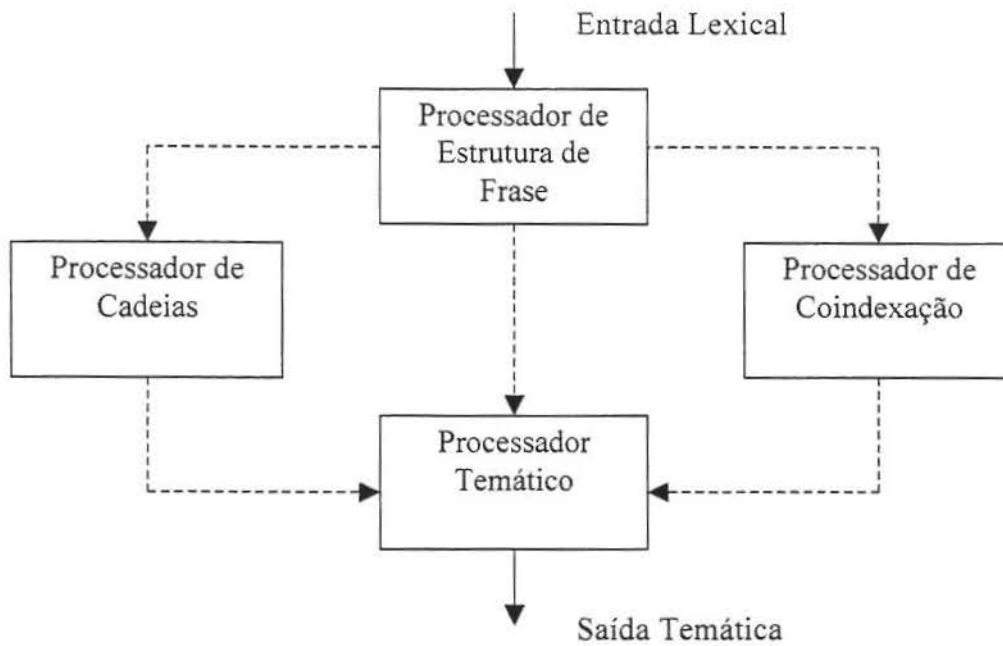 Entrada Lexical
Processador de
Estrutura de
Frase
Processador de
Cadeias
Processador de
Coindexação
Processador
Temático
Saída Temática